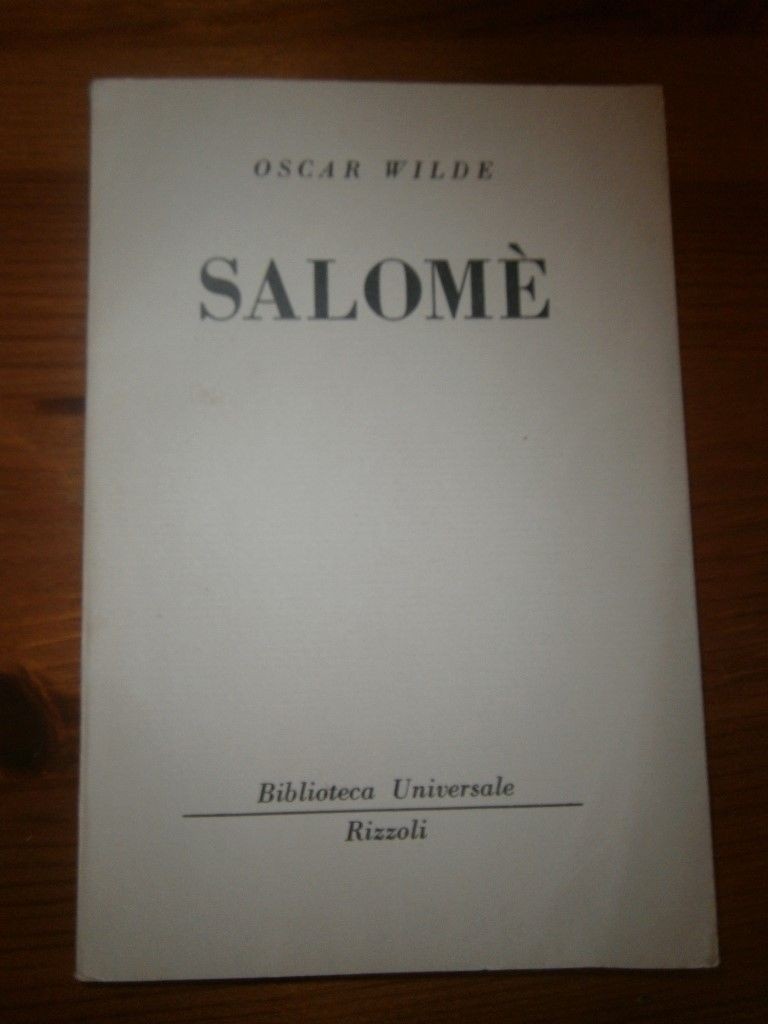 OSCAR WILDE
SALOMÈ
Biblioteca Universale
Rizzoli